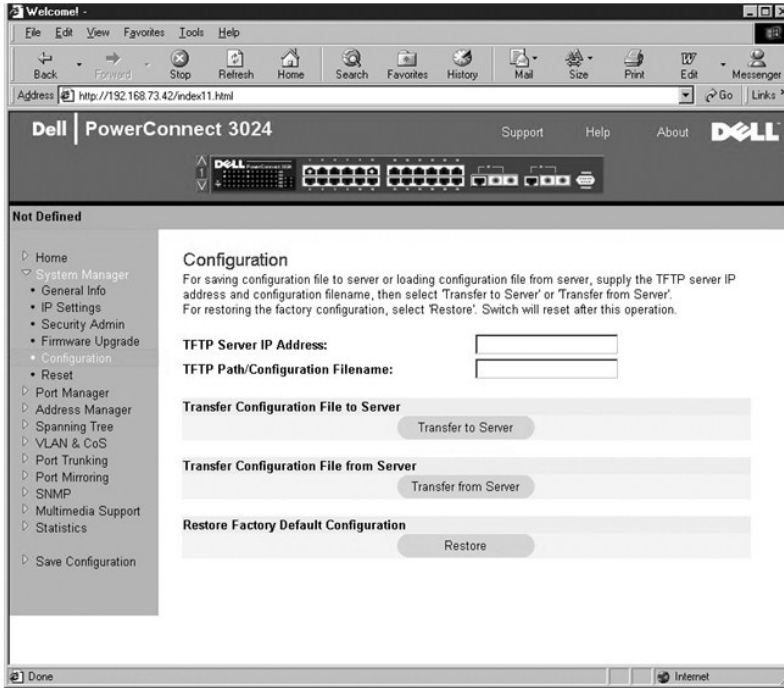 Welcome! -
File Edit View Favorites Tools Help
Back Forward Stop Refresh Home Search Favorites History Mail Size Print Edit Messenger
Address http://192.168.73.42/index11.html Go Links
Dell PowerConnect 3024 Support Help About DELL
1
DELL
Not Defined
Home
System Manager
General Info
IP Settings
Security Admin
Firmware Upgrade
Configuration
Reset
Port Manager
Address Manager
Spanning Tree
VLAN & CoS
Port Trunking
Port Mirroring
SNMP
Multimedia Support
Statistics
Save Configuration
Configuration
For saving configuration file to server or loading configuration file from server, supply the TFTP server IP
address and configuration filename, then select 'Transfer to Server' or 'Transfer from Server'.
For restoring the factory configuration, select 'Restore'. Switch will reset after this operation.
TFTP Server IP Address:
TFTP Path/Configuration Filename:
Transfer Configuration File to Server
Transfer to Server
Transfer Configuration File from Server
Transfer from Server
Restore Factory Default Configuration
Restore
Done Internet